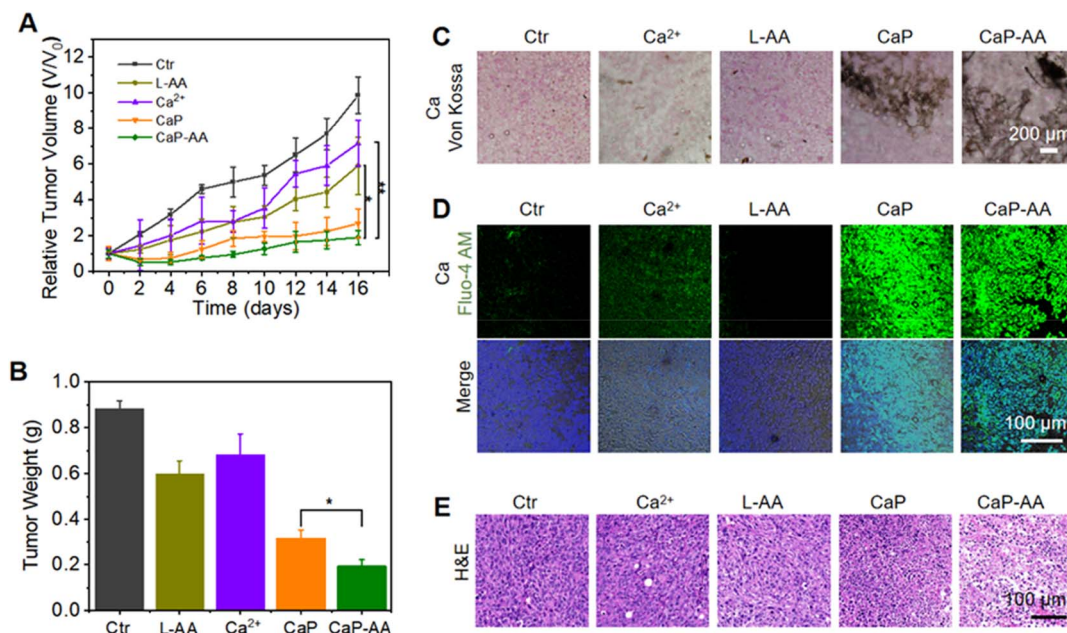 A
Relative Tumor Volume (V/V₀)
12
10
8
6
4
2
0
Ctr
L-AA
Ca²⁺
CaP
CaP-AA
*
**
0 2 4 6 8 10 12 14 16
Time (days)
B
Tumor Weight (g)
1.0
0.8
0.6
0.4
0.2
0.0
*
Ctr L-AA Ca²⁺ CaP CaP-AA
C
Ctr Ca²⁺ L-AA CaP CaP-AA
Ca
Von Kossa
200 µm
D
Ctr Ca²⁺ L-AA CaP CaP-AA
Ca
Fluo-4 AM
Merge
100 µm
E
Ctr Ca²⁺ L-AA CaP CaP-AA
H&E
100 µm